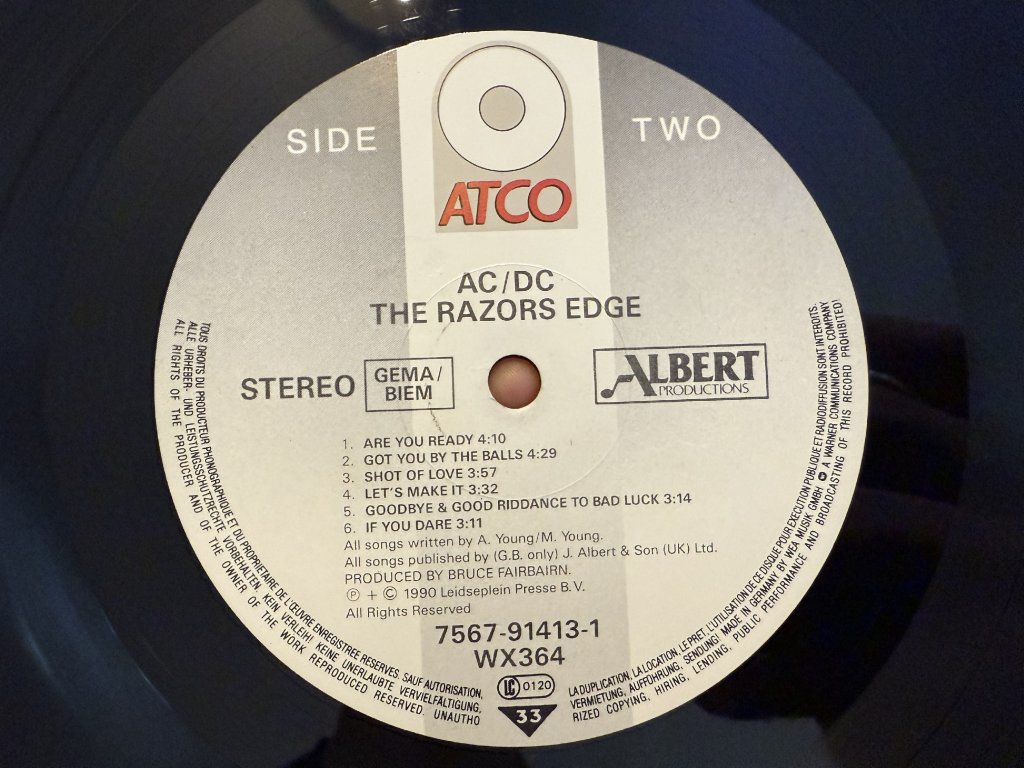 SIDE TWO
ATCO
AC/DC
THE RAZORS EDGE
STEREO
GEMA/
BIEM
ALBERT
PRODUCTIONS
1. ARE YOU READY 4:10
2. GOT YOU BY THE BALLS 4:29
3. SHOT OF LOVE 3:57
4. LET'S MAKE IT 3:32
5. GOODBYE & GOOD RIDDANCE TO BAD LUCK 3:14
6. IF YOU DARE 3:11
All songs written by A. Young/M. Young.
All songs published by (G.B. only) J. Albert & Son (UK) Ltd.
PRODUCED BY BRUCE FAIRBAIRN.
℗ + © 1990 Leidseplein Presse B.V.
All Rights Reserved
7567-91413-1
WX364
LC 0120
33
TOUS DROITS DU PRODUCTEUR PHONOGRAPHIQUE ET DU PROPRIETAIRE DE L'ŒUVRE ENREGISTREE RESERVES. SAUF AUTORISATION, LA DUPLICATION, LA LOCATION, LE PRET, L'UTILISATION DE CE DISQUE POUR EXECUTION PUBLIQUE ET RADIODIFFUSION SONT INTERDITS.
ALLE URHEBER- UND LEISTUNGSSCHUTZRECHTE VORBEHALTEN. KEIN VERLEIH! KEINE UNERLAUBTE VERVIELFÄLTIGUNG, VERMIETUNG, AUFFÜHRUNG, SENDUNG! MADE IN GERMANY BY WEA MUSIK GMBH A WARNER COMMUNICATIONS COMPANY
ALL RIGHTS OF THE PRODUCER AND OF THE OWNER OF THE WORK REPRODUCED RESERVED. UNAUTHORIZED COPYING, HIRING, LENDING, PUBLIC PERFORMANCE AND BROADCASTING OF THIS RECORD PROHIBITED!